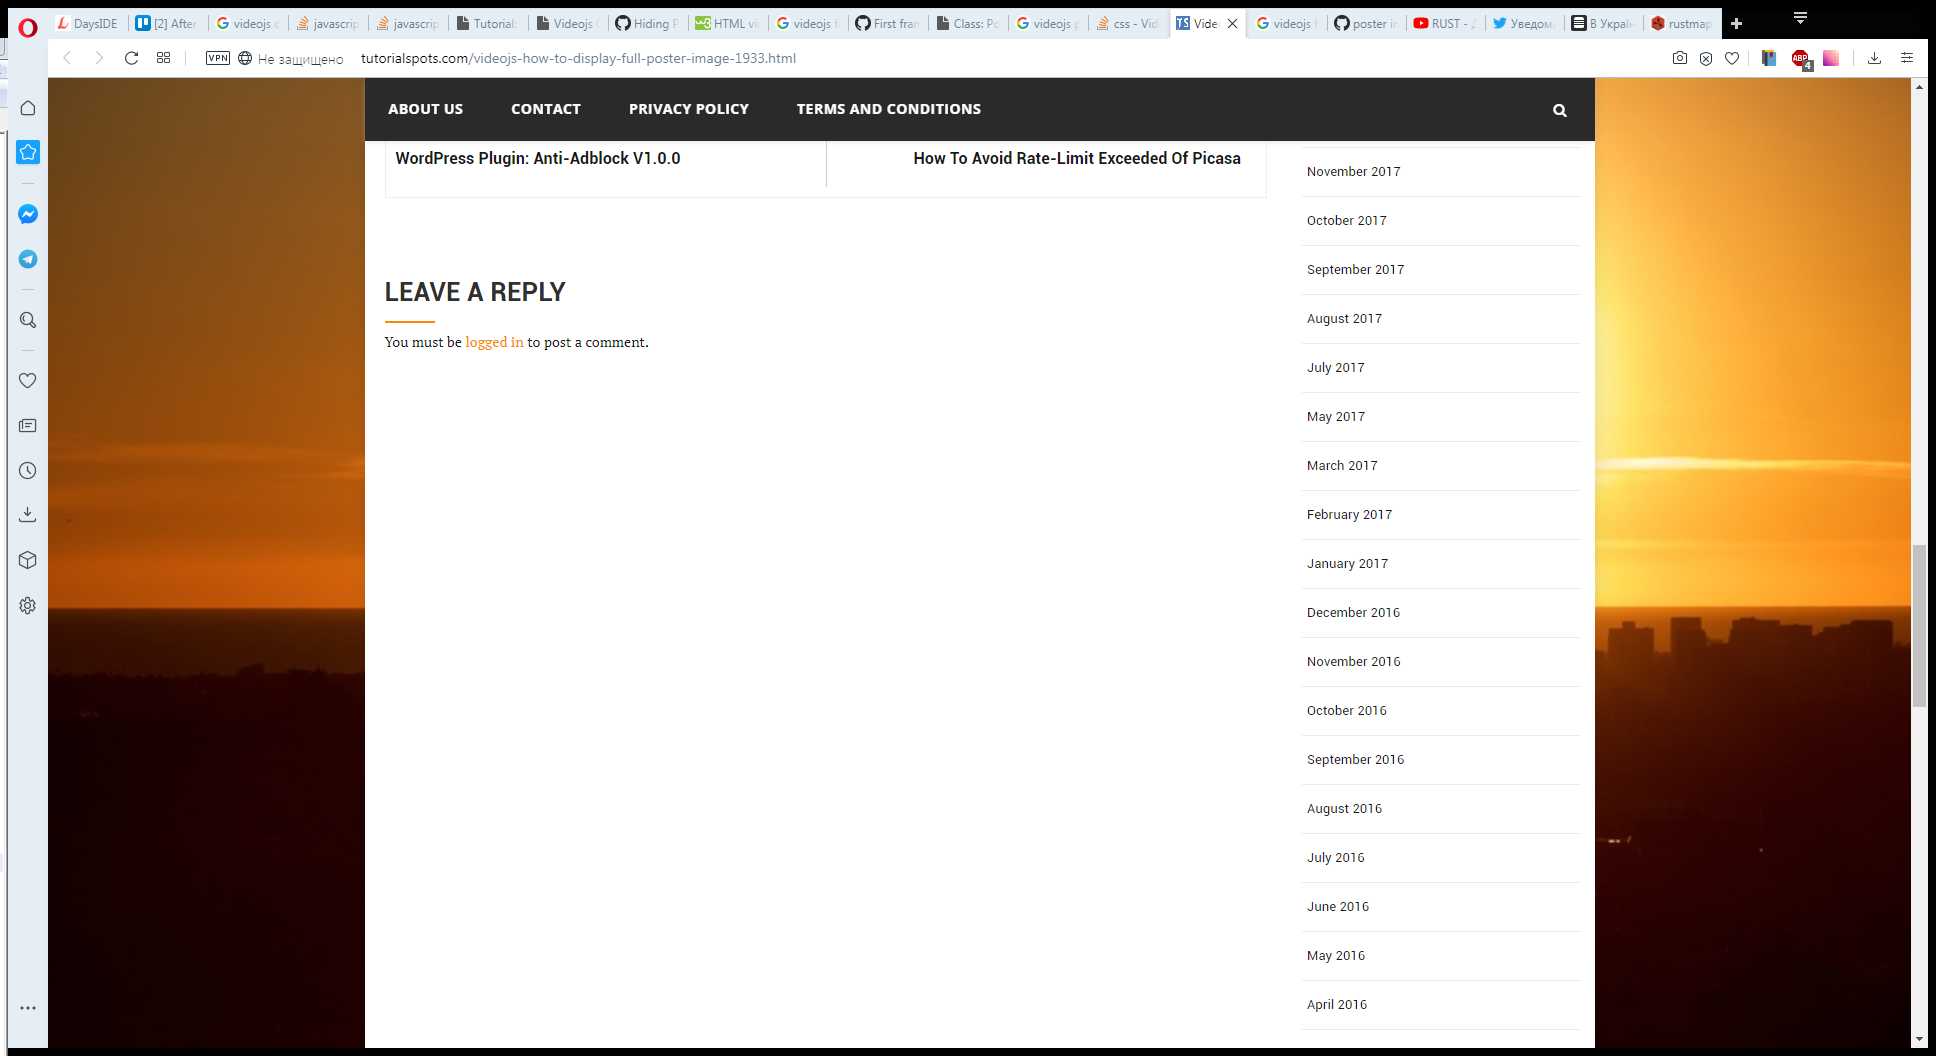 DaysIDE
[2] After
videojs
javascrip
javascrip
Tutorial
Videojs
Hiding P
HTML vi
videojs
First fran
Class: Po
videojs
css - Vid
Vide
videojs
poster i
RUST -
Уведом
В Украи
rustmap
VPN
Не защищено
tutorialspots.com/videojs-how-to-display-full-poster-image-1933.html
ABP
4
ABOUT US
CONTACT
PRIVACY POLICY
TERMS AND CONDITIONS
WordPress Plugin: Anti-Adblock V1.0.0
How To Avoid Rate-Limit Exceeded Of Picasa
LEAVE A REPLY
You must be logged in to post a comment.
November 2017
October 2017
September 2017
August 2017
July 2017
May 2017
March 2017
February 2017
January 2017
December 2016
November 2016
October 2016
September 2016
August 2016
July 2016
June 2016
May 2016
April 2016